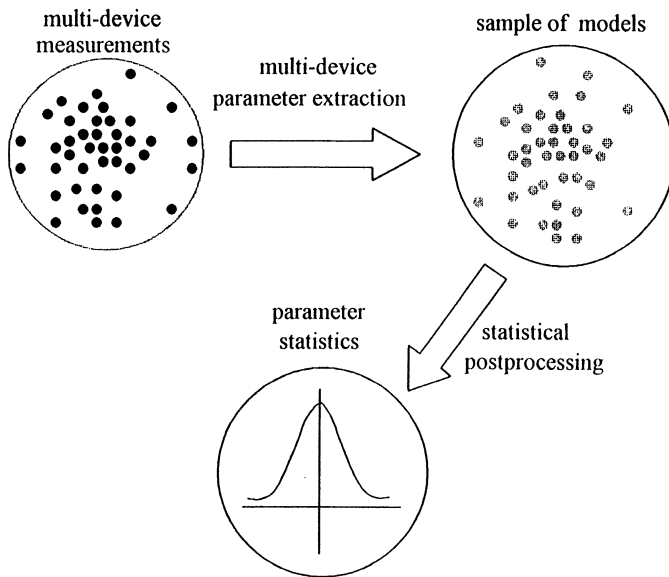 multi-device
measurements
multi-device
parameter extraction
sample of models
parameter
statistics
statistical
postprocessing